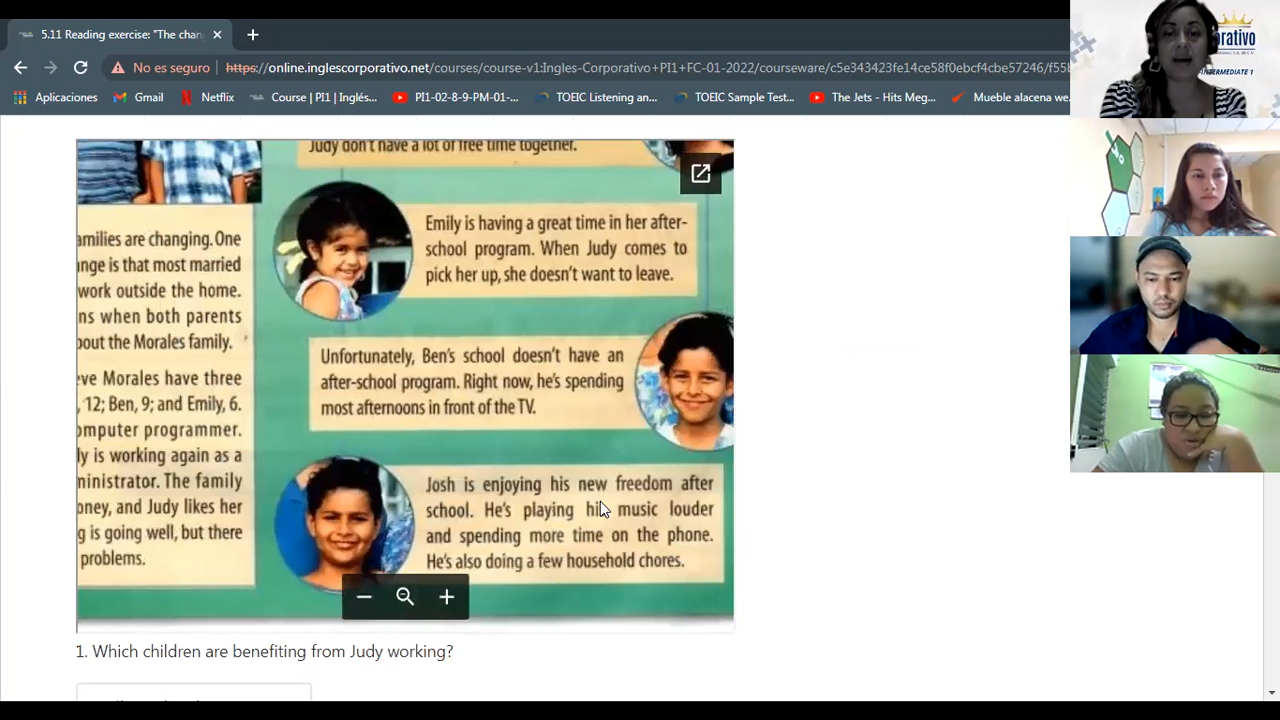 5.11 Reading exercise: "The chan
No es seguro
https://online.inglescorporativo.net/courses/course-v1:Ingles-Corporativo+PI1+FC-01-2022/courseware/c5e343423fe14ce58f0ebcf4cbe57246/f55b
Aplicaciones
Gmail
Netflix
Course | PI1 | Inglés...
PI1-02-8-9-PM-01-...
TOEIC Listening an...
TOEIC Sample Test...
The Jets - Hits Meg...
Mueble alacena we...
orativo
INTERMEDIATE 1
Judy don't have a lot of free time together.
Emily is having a great time in her after-
school program. When Judy comes to
pick her up, she doesn't want to leave.
amilies are changing. One
nge is that most married
work outside the home.
ns when both parents
bout the Morales family.
eve Morales have three
, 12; Ben, 9; and Emily, 6.
omputer programmer.
ly is working again as a
ministrator. The family
oney, and Judy likes her
g is going well, but there
problems.
Unfortunately, Ben's school doesn't have an
after-school program. Right now, he's spending
most afternoons in front of the TV.
Josh is enjoying his new freedom after
school. He's playing his music louder
and spending more time on the phone.
He's also doing a few household chores.
1. Which children are benefiting from Judy working?